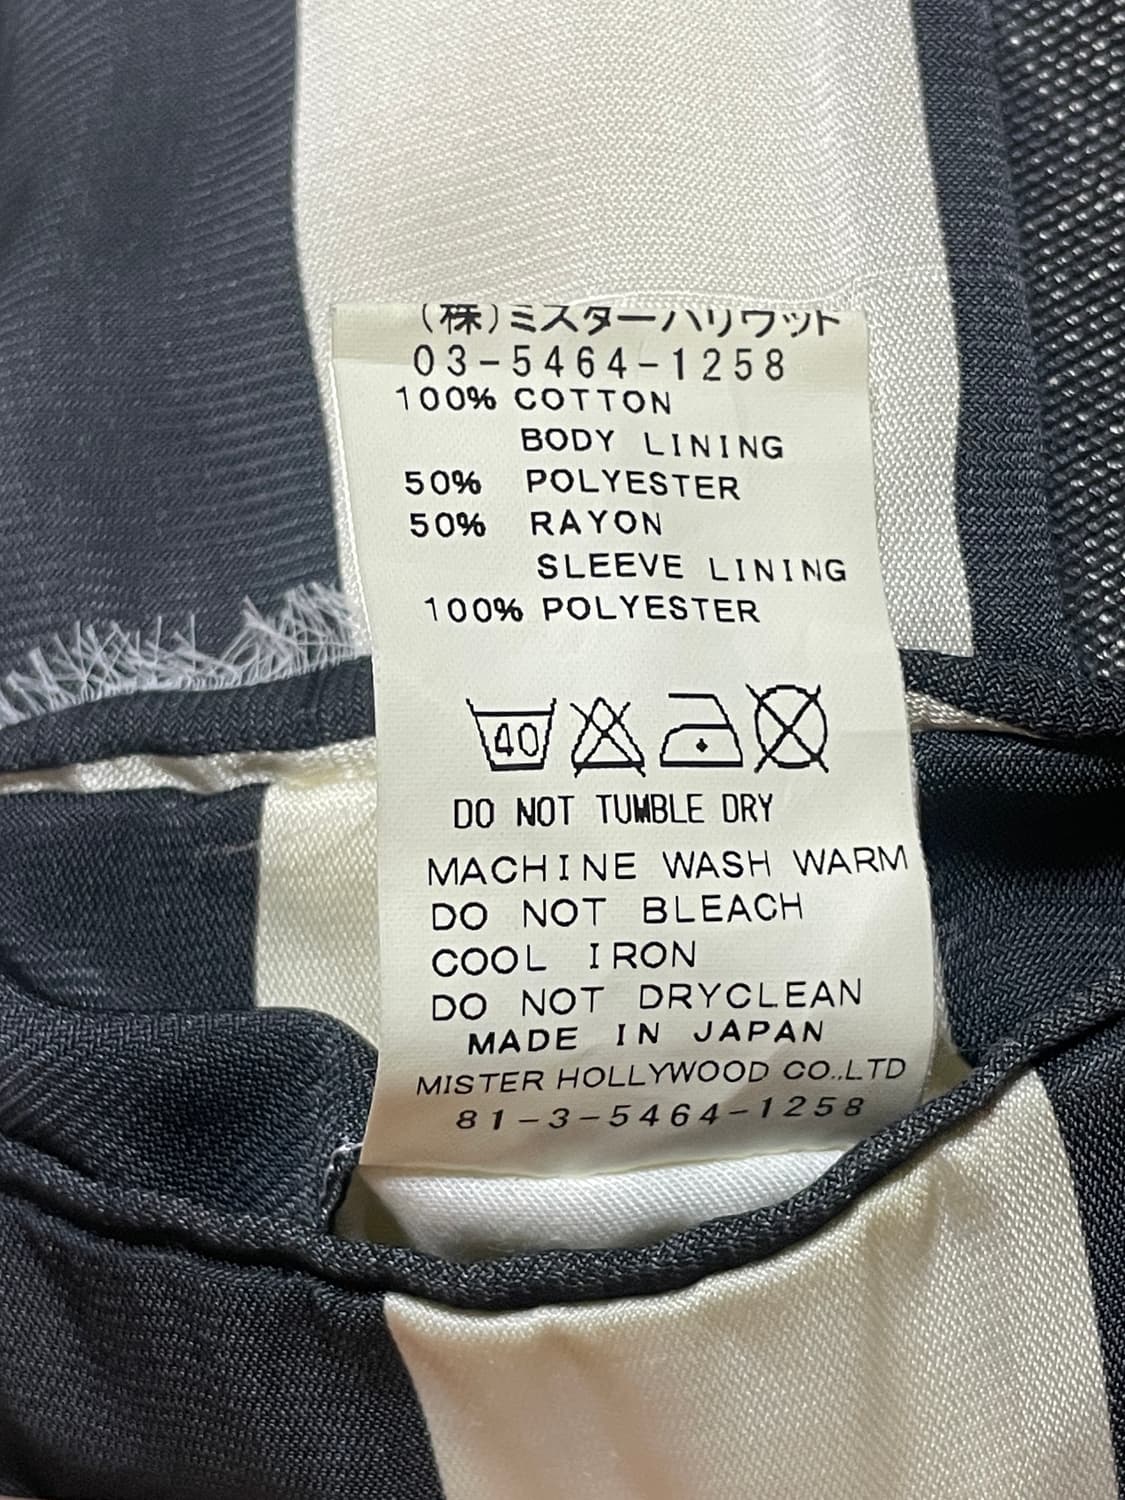 (株)ミスターハリウッド
03-5464-1258
100% COTTON
BODY LINING
50% POLYESTER
50% RAYON
SLEEVE LINING
100% POLYESTER
40
DO NOT TUMBLE DRY
MACHINE WASH WARM
DO NOT BLEACH
COOL IRON
DO NOT DRYCLEAN
MADE IN JAPAN
MISTER HOLLYWOOD CO.,LTD
81-3-5464-1258